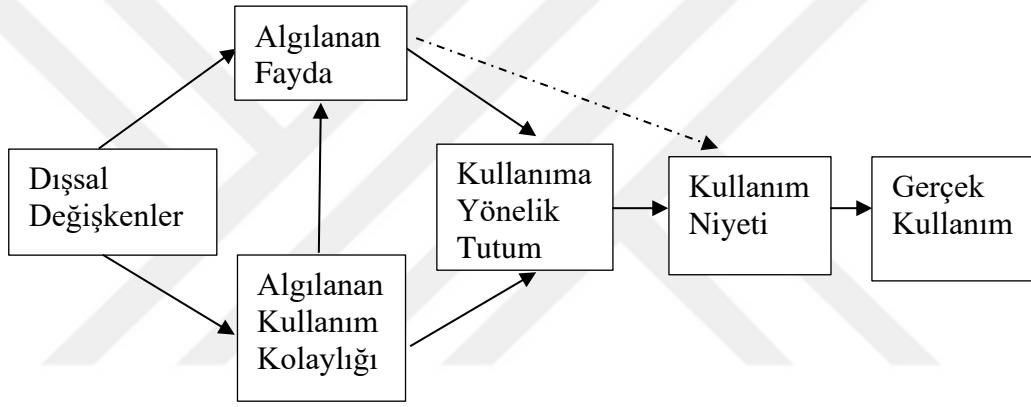 Algılanan
Fayda
Dışsal
Değişkenler
Algılanan
Kullanım
Kolaylığı
Kullanıma
Yönelik
Tutum
Kullanım
Niyeti
Gerçek
Kullanım